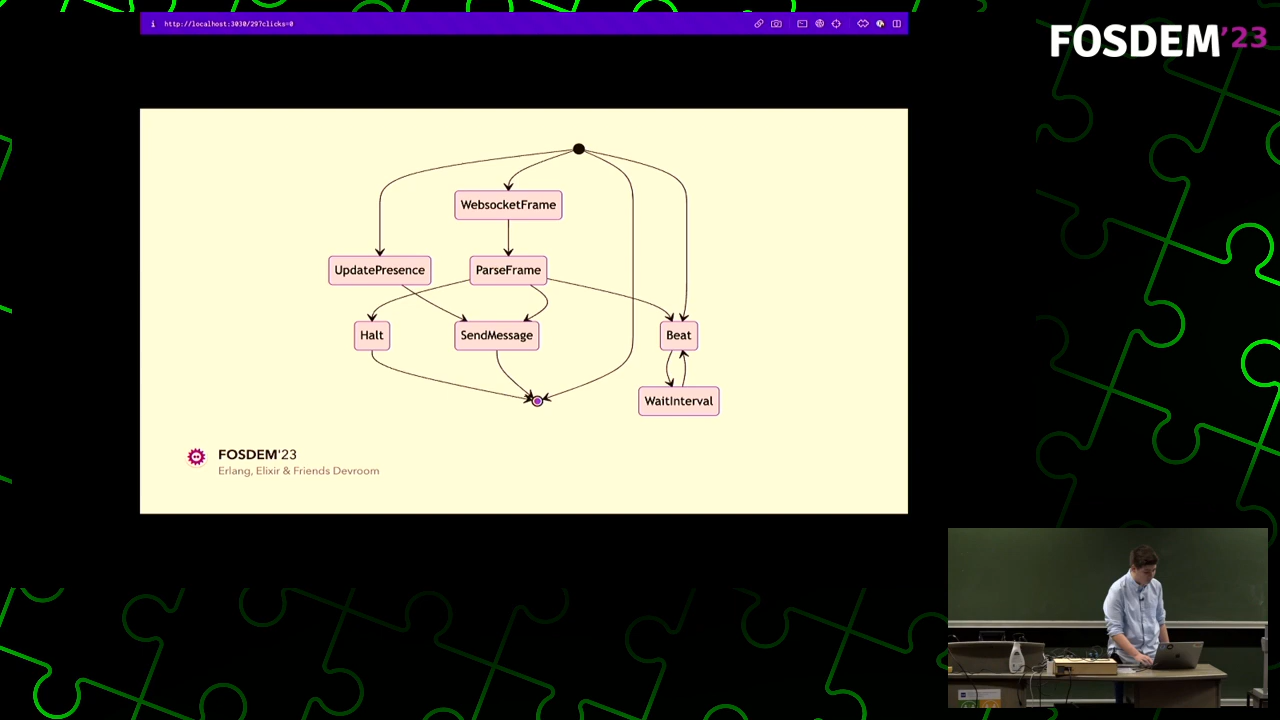 http://localhost:3030/29?clicks=0
FOSDEM'23
WebsocketFrame
UpdatePresence
ParseFrame
Halt
SendMessage
Beat
WaitInterval
FOSDEM'23
Erlang, Elixir & Friends Devroom